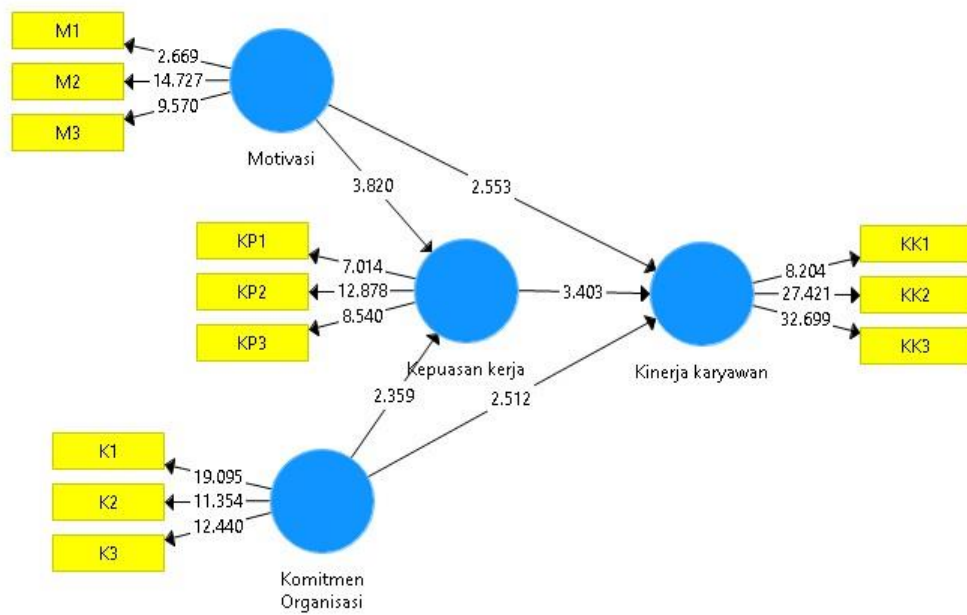 M1
2.669
M2
14.727
M3
9.570
Motivasi
3.820
2.553
KP1
7.014
KP2
12.878
KP3
8.540
Kepuasan kerja
3.403
KK1
8.204
KK2
27.421
KK3
32.699
Kinerja karyawan
2.359
2.512
K1
19.095
K2
11.354
K3
12.440
Komitmen
Organisasi